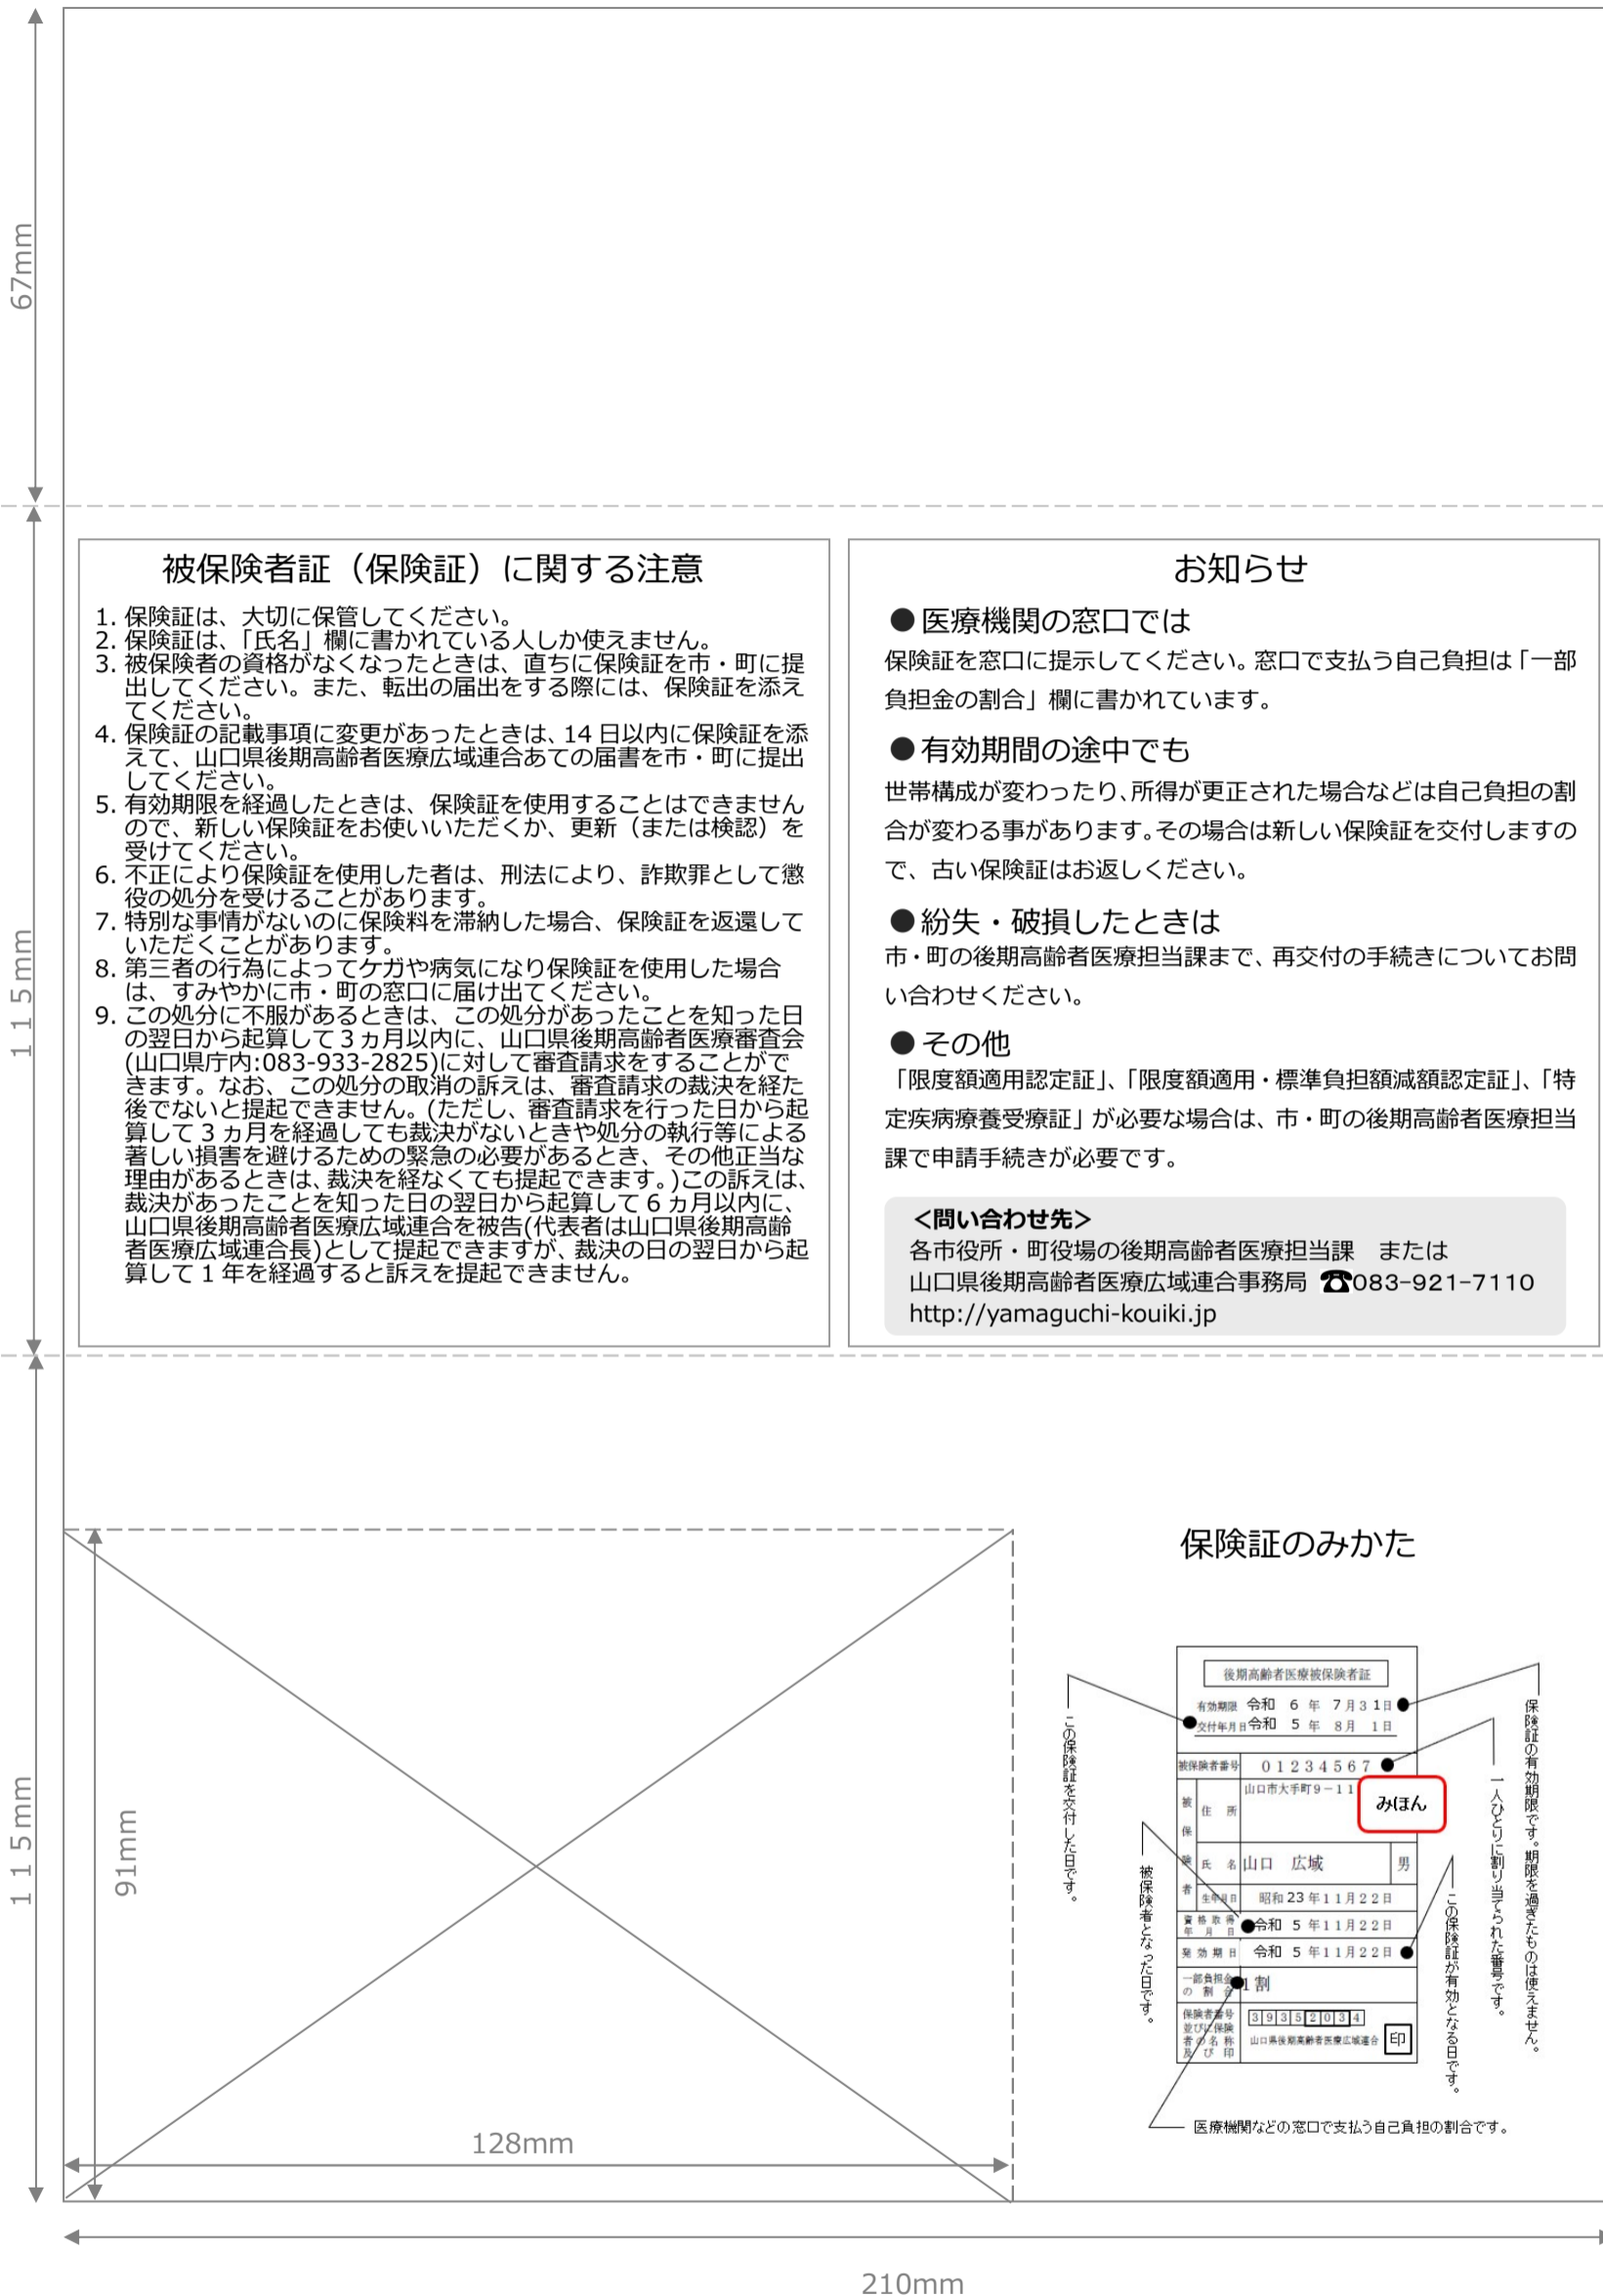 67mm
被保険者証（保険証）に関する注意
1. 保険証は、大切に保管してください。
2. 保険証は、「氏名」欄に書かれている人しか使えません。
3. 被保険者の資格がなくなったときは、直ちに保険証を市・町に提
出してください。また、転出の届出をする際には、保険証を添え
てください。
4. 保険証の記載事項に変更があったときは、14 日以内に保険証を添
えて、山口県後期高齢者医療広域連合あての届書を市・町に提出
してください。
5. 有効期限を経過したときは、保険証を使用することはできません
ので、新しい保険証をお使いいただくか、更新（または検認）を
受けてください。
6. 不正により保険証を使用した者は、刑法により、詐欺罪として懲
役の処分を受けることがあります。
7. 特別な事情がないのに保険料を滞納した場合、保険証を返還して
いただくことがあります。
8. 第三者の行為によってケガや病気になり保険証を使用した場合
は、すみやかに市・町の窓口に届け出てください。
9. この処分に不服があるときは、この処分があったことを知った日
の翌日から起算して３ヵ月以内に、山口県後期高齢者医療審査会
(山口県庁内:083-933-2825)に対して審査請求をすることがで
きます。なお、この処分の取消の訴えは、審査請求の裁決を経た
後でないと提起できません。(ただし、審査請求を行った日から起
算して 3 ヵ月を経過しても裁決がないときや処分の執行等による
著しい損害を避けるための緊急の必要があるとき、その他正当な
理由があるときは、裁決を経なくても提起できます。)この訴えは、
裁決があったことを知った日の翌日から起算して 6 ヵ月以内に、
山口県後期高齢者医療広域連合を被告(代表者は山口県後期高齢
者医療広域連合長)として提起できますが、裁決の日の翌日から起
算して 1 年を経過すると訴えを提起できません。
お知らせ
●医療機関の窓口では
保険証を窓口に提示してください。窓口で支払う自己負担は「一部
負担金の割合」欄に書かれています。
●有効期間の途中でも
世帯構成が変わったり、所得が更正された場合などは自己負担の割
合が変わる事があります。その場合は新しい保険証を交付しますの
で、古い保険証はお返しください。
●紛失・破損したときは
市・町の後期高齢者医療担当課まで、再交付の手続きについてお問
い合わせください。
●その他
「限度額適用認定証」、「限度額適用・標準負担額減額認定証」、「特
定疾病療養受療証」が必要な場合は、市・町の後期高齢者医療担当
課で申請手続きが必要です。
＜問い合わせ先＞
各市役所・町役場の後期高齢者医療担当課　または
山口県後期高齢者医療広域連合事務局 ☎083-921-7110
http://yamaguchi-kouiki.jp
115mm
115mm
91mm
128mm
210mm
保険証のみかた
後期高齢者医療被保険者証
有効期限 令和 6 年 7月31日
交付年月日 令和 5 年 8月 1日
被保険者番号 01234567
被保険者
住所 山口市大手町９－１１
みほん
氏名 山口 広域 男
生年月日 昭和23年11月22日
資格取得年月日 令和 5年11月22日
発効期日 令和 5年11月22日
一部負担金の割合 1割
保険者番号並びに保険者の名称及び印
39352034
山口県後期高齢者医療広域連合 印
この保険証を交付した日です。
被保険者となった日です。
保険証の有効期限です。期限を過ぎたものは使えません。
一人ひとりに割り当てられた番号です。
この保険証が有効となる日です。
医療機関などの窓口で支払う自己負担の割合です。